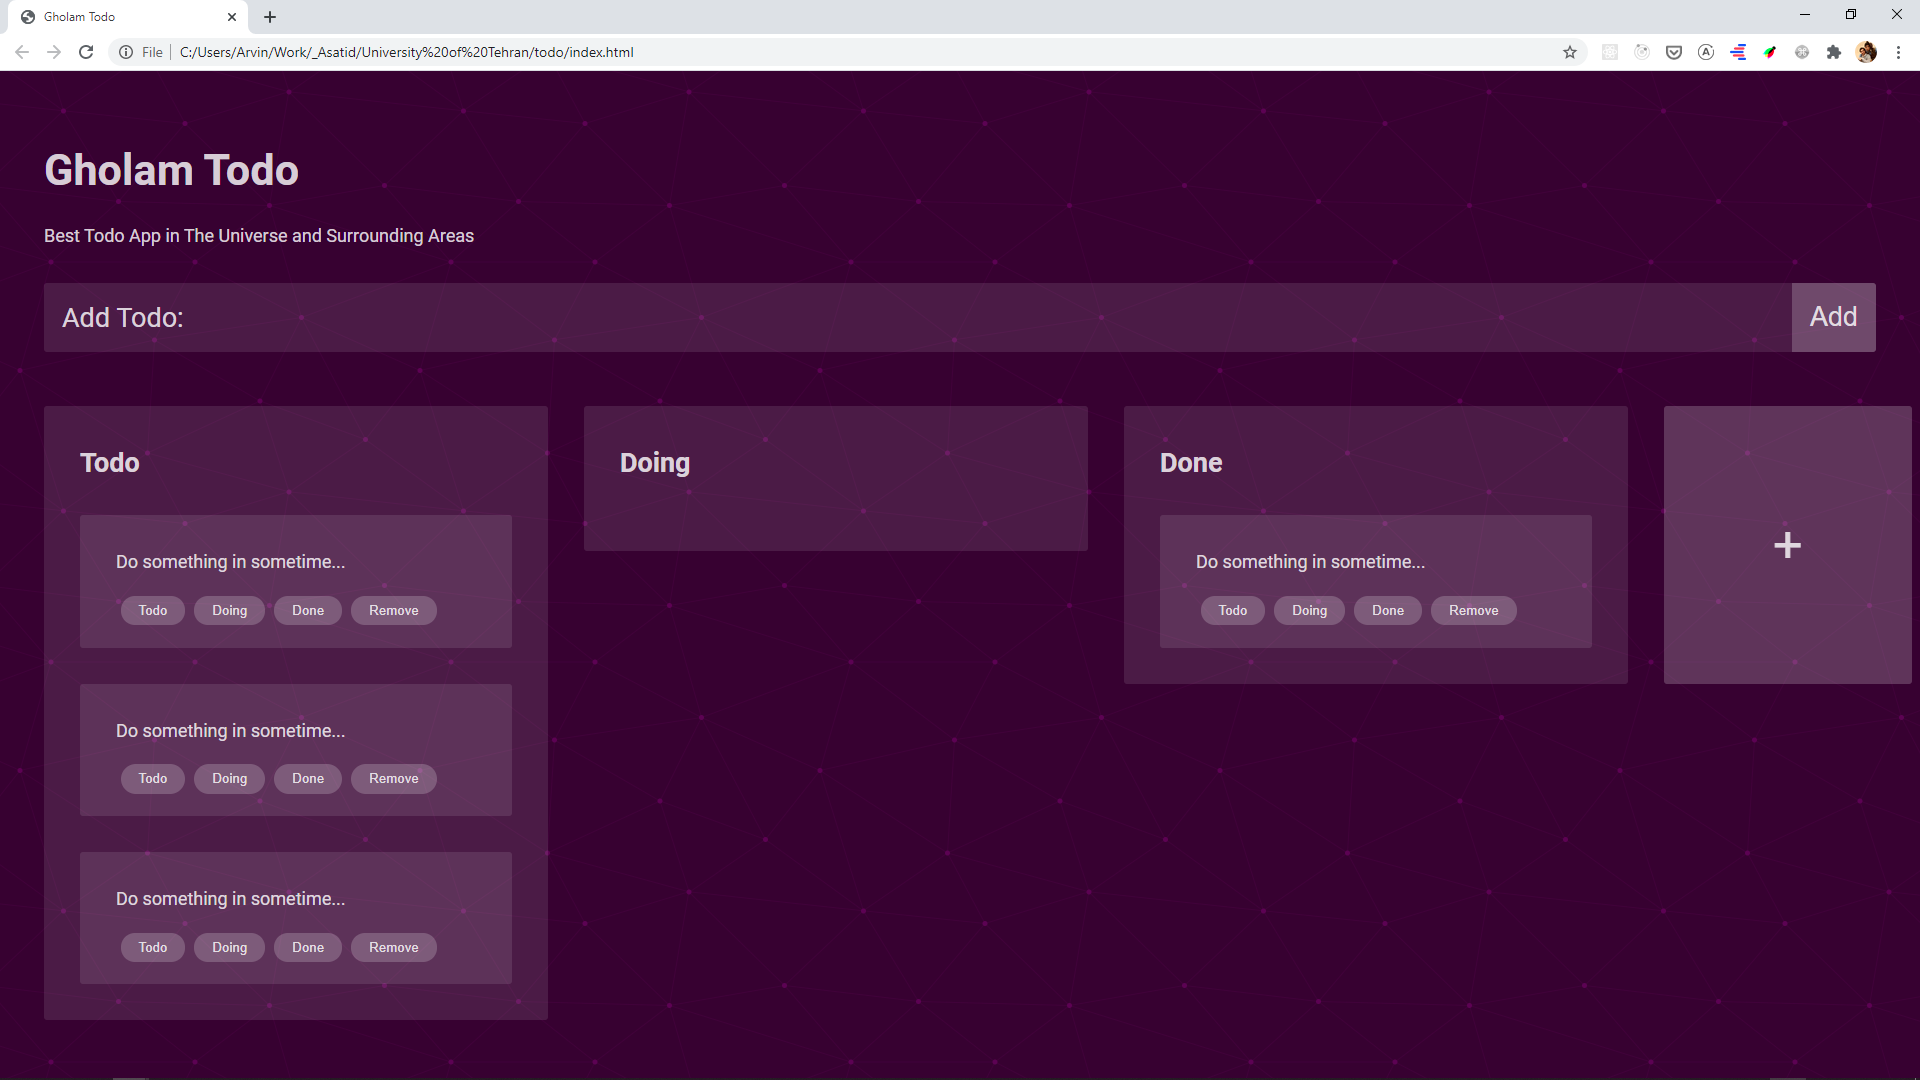 Gholam Todo
File
C:/Users/Arvin/Work/_Asatid/University%20of%20Tehran/todo/index.html
Gholam Todo
Best Todo App in The Universe and Surrounding Areas
Add Todo:
Add
Todo
Do something in sometime...
Todo Doing Done Remove
Do something in sometime...
Todo Doing Done Remove
Do something in sometime...
Todo Doing Done Remove
Doing
Done
Do something in sometime...
Todo Doing Done Remove
+